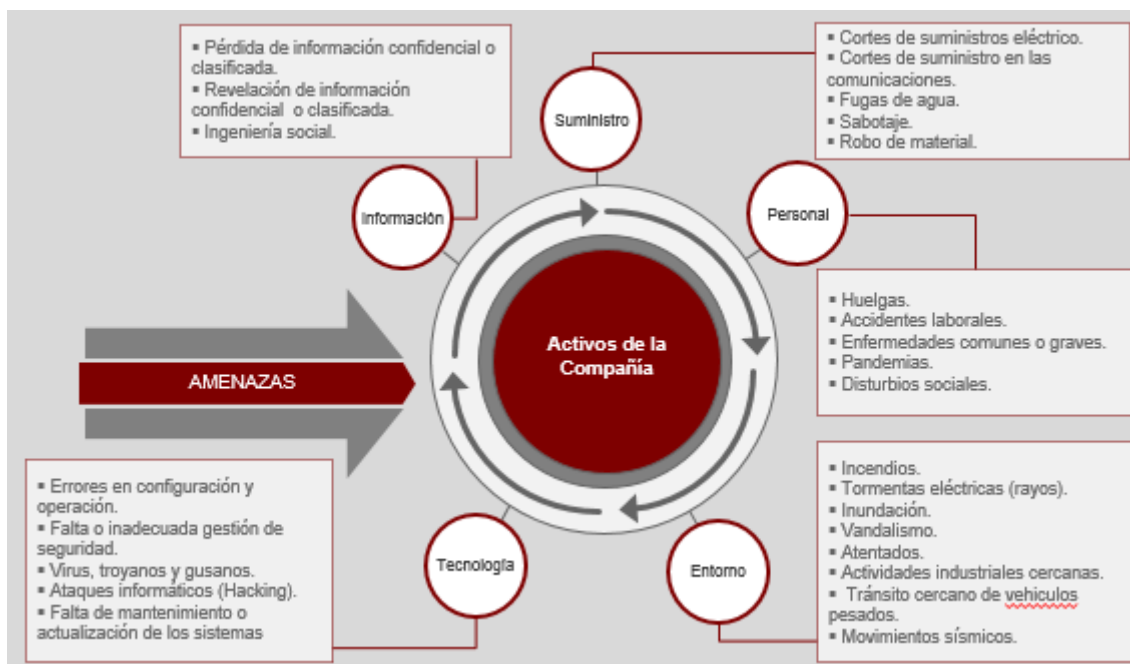 ▪ Pérdida de información confidencial o
clasificada.
▪ Revelación de información
confidencial o clasificada.
▪ Ingeniería social.
Suministro
▪ Cortes de suministros eléctrico.
▪ Cortes de suministro en las
comunicaciones.
▪ Fugas de agua.
▪ Sabotaje.
▪ Robo de material.
Información
Personal
▪ Huelgas.
▪ Accidentes laborales.
▪ Enfermedades comunes o graves.
▪ Pandemias.
▪ Disturbios sociales.
Activos de la
Compañía
AMENAZAS
▪ Errores en configuración y
operación.
▪ Falta o inadecuada gestión de
seguridad.
▪ Virus, troyanos y gusanos.
▪ Ataques informáticos (Hacking).
▪ Falta de mantenimiento o
actualización de los sistemas
Tecnología
Entorno
▪ Incendios.
▪ Tormentas eléctricas (rayos).
▪ Inundación.
▪ Vandalismo.
▪ Atentados.
▪ Actividades industriales cercanas.
▪ Tránsito cercano de vehiculos
pesados.
▪ Movimientos sísmicos.